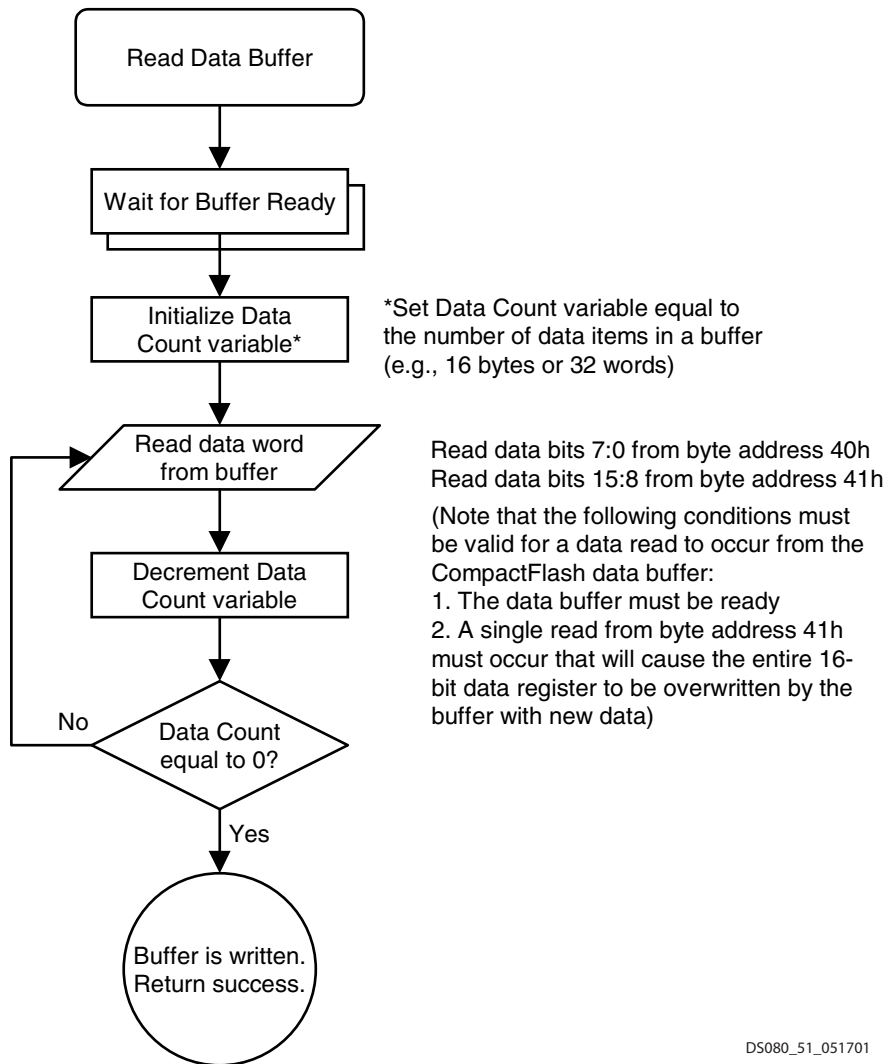 Read Data Buffer
Wait for Buffer Ready
Initialize Data
Count variable*
*Set Data Count variable equal to
the number of data items in a buffer
(e.g., 16 bytes or 32 words)
Read data word
from buffer
Read data bits 7:0 from byte address 40h
Read data bits 15:8 from byte address 41h
(Note that the following conditions must
be valid for a data read to occur from the
CompactFlash data buffer:
1. The data buffer must be ready
2. A single read from byte address 41h
must occur that will cause the entire 16-
bit data register to be overwritten by the
buffer with new data)
Decrement Data
Count variable
No
Data Count
equal to 0?
Yes
Buffer is written.
Return success.
DS080_51_051701